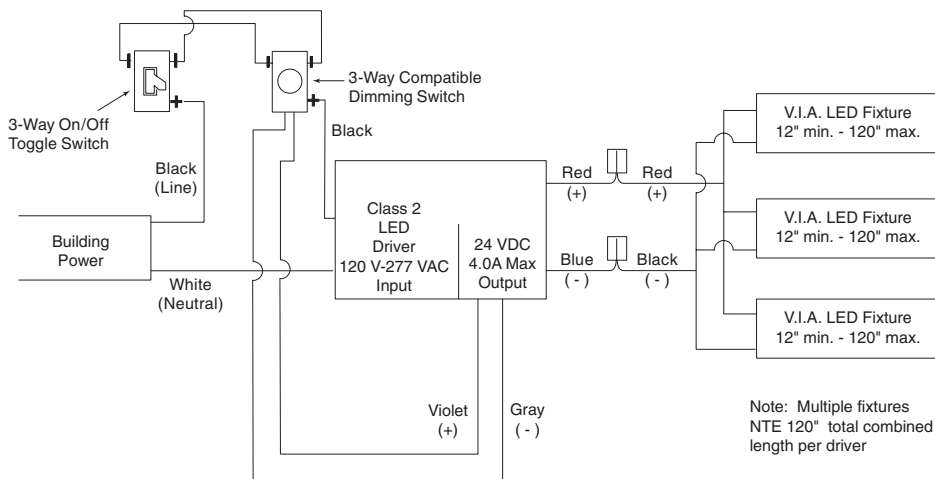 3-Way On/Off
Toggle Switch
3-Way Compatible
Dimming Switch
Black
Black
(Line)
Building
Power
White
(Neutral)
Class 2
LED
Driver
120 V-277 VAC
Input
24 VDC
4.0A Max
Output
Red
(+)
Red
(+)
Blue
( - )
Black
( - )
V.I.A. LED Fixture
12" min. - 120" max.
V.I.A. LED Fixture
12" min. - 120" max.
V.I.A. LED Fixture
12" min. - 120" max.
Violet
(+)
Gray
( - )
Note: Multiple fixtures
NTE 120" total combined
length per driver